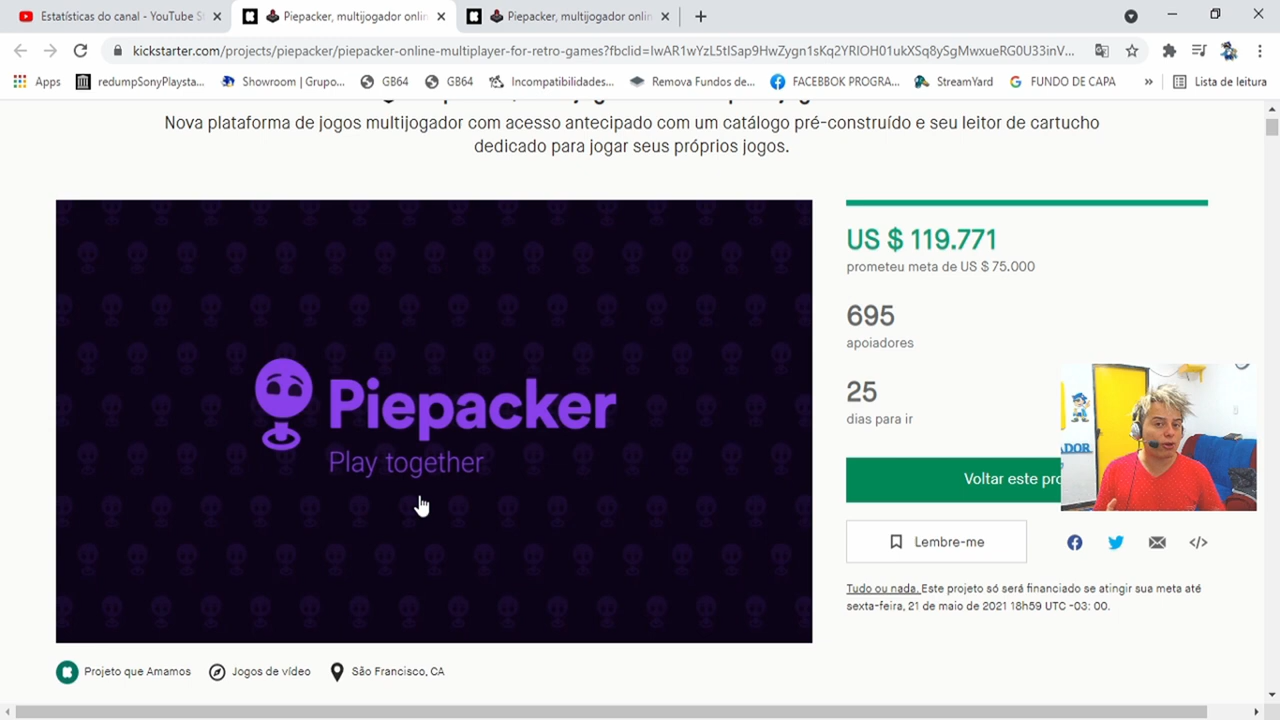 Estatísticas do canal - YouTube S
Piepacker, multijogador onlin
Piepacker, multijogador onlin
kickstarter.com/projects/piepacker/piepacker-online-multiplayer-for-retro-games?fbclid=IwAR1wYzL5tISap9HwZygn1sKq2YRIOH01ukXSq8ySgMwxueRG0U33inV...
Apps
redumpSonyPlaysta...
Showroom | Grupo...
GB64
GB64
Incompatibilidades...
Remova Fundos de...
FACEBBOK PROGRA...
StreamYard
FUNDO DE CAPA
»
Lista de leitura
Nova plataforma de jogos multijogador com acesso antecipado com um catálogo pré-construído e seu leitor de cartucho
dedicado para jogar seus próprios jogos.
Piepacker
Play together
US $ 119.771
prometeu meta de US $ 75.000
695
apoiadores
25
dias para ir
ADOR
Voltar este pro
Lembre-me
Tudo ou nada. Este projeto só será financiado se atingir sua meta até
sexta-feira, 21 de maio de 2021 18h59 UTC -03: 00.
Projeto que Amamos
Jogos de vídeo
São Francisco, CA